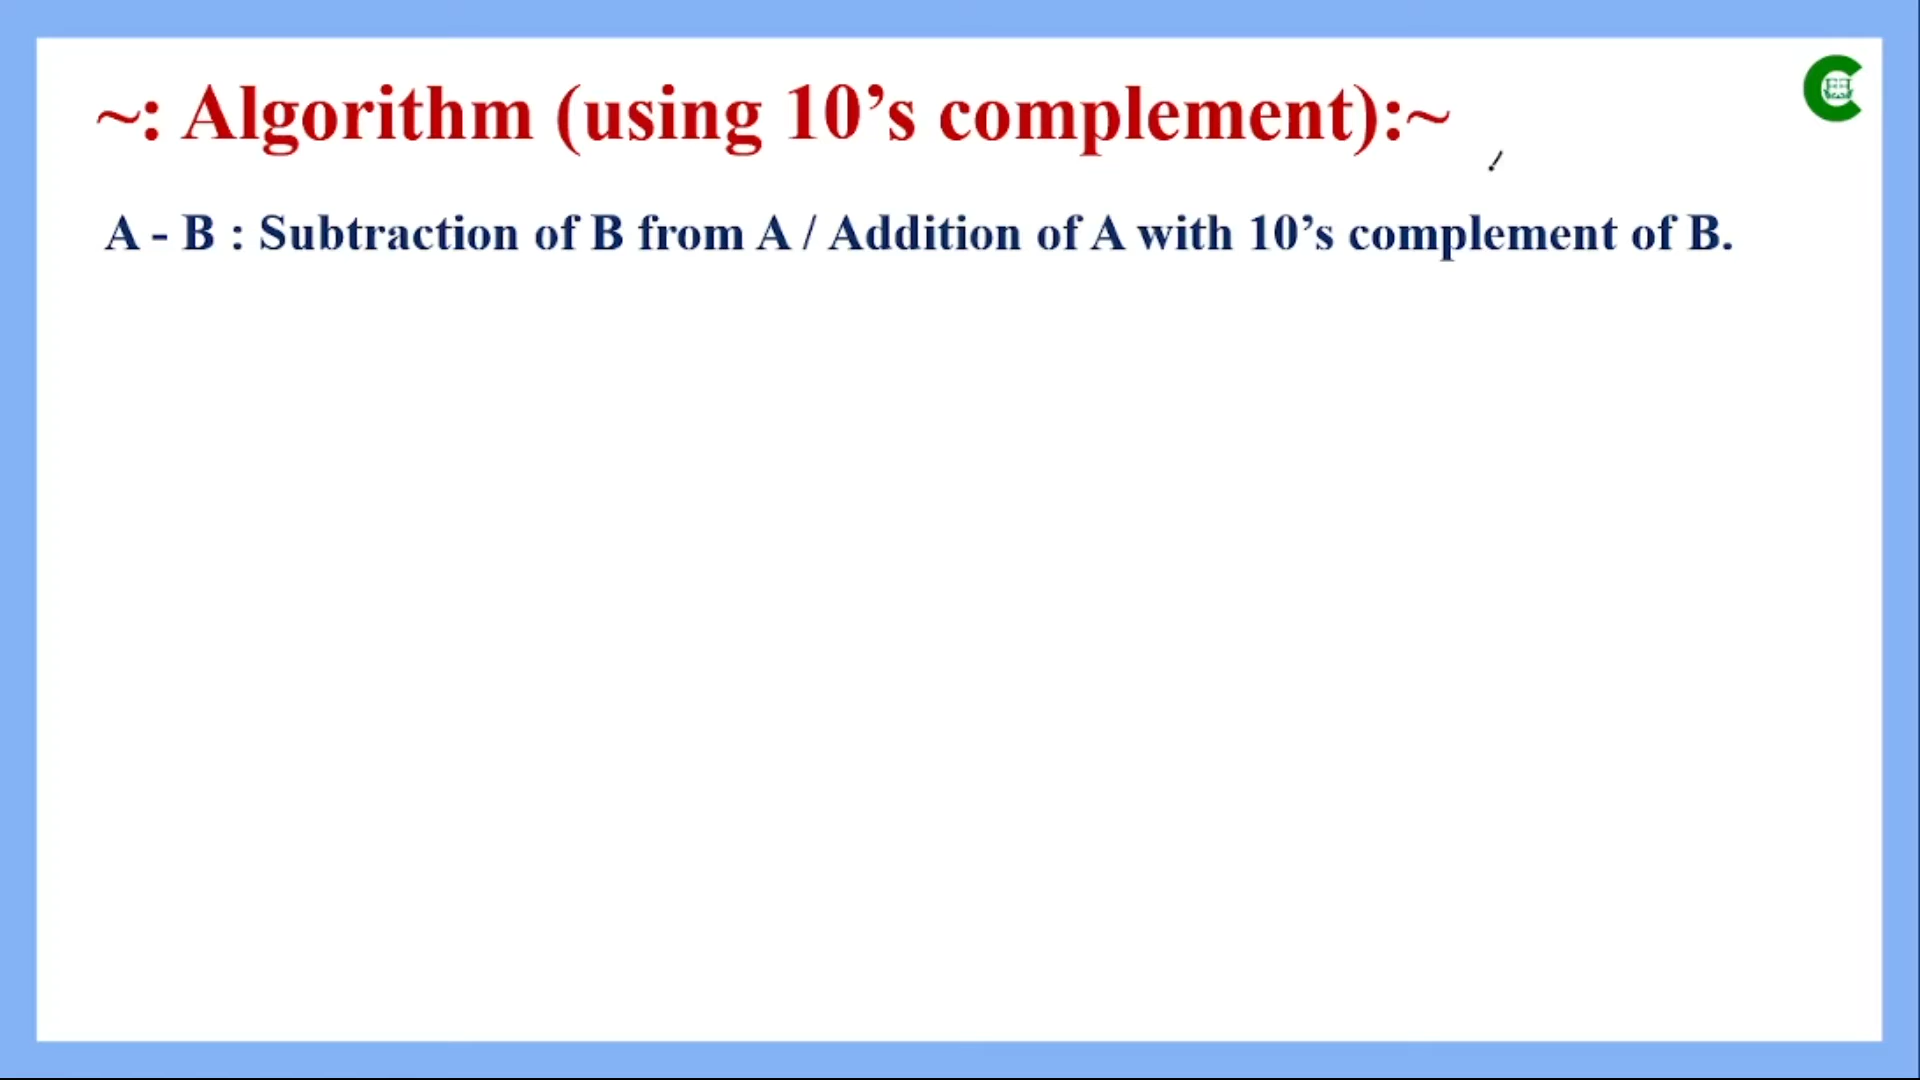 ~: Algorithm (using 10’s complement):~
A - B : Subtraction of B from A / Addition of A with 10’s complement of B.